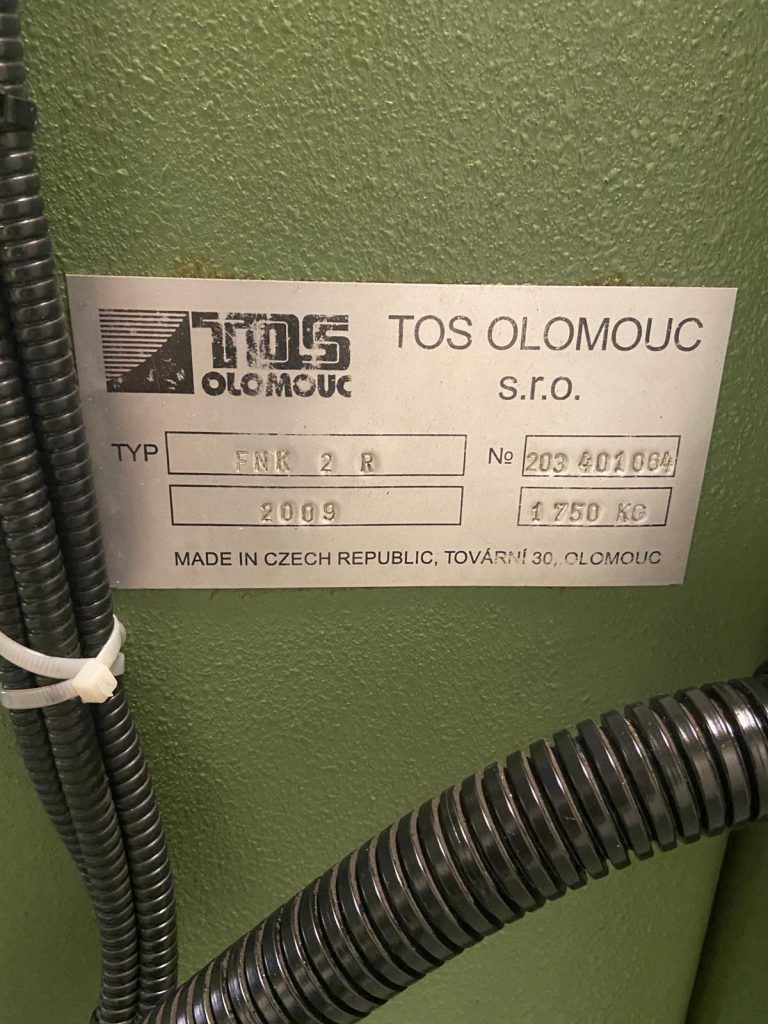 TOS
OLOMOUC
TOS OLOMOUC
s.r.o.
TYP FNK 2 R № 203 401064
2009 1 750 KG
MADE IN CZECH REPUBLIC, TOVÁRNÍ 30, OLOMOUC